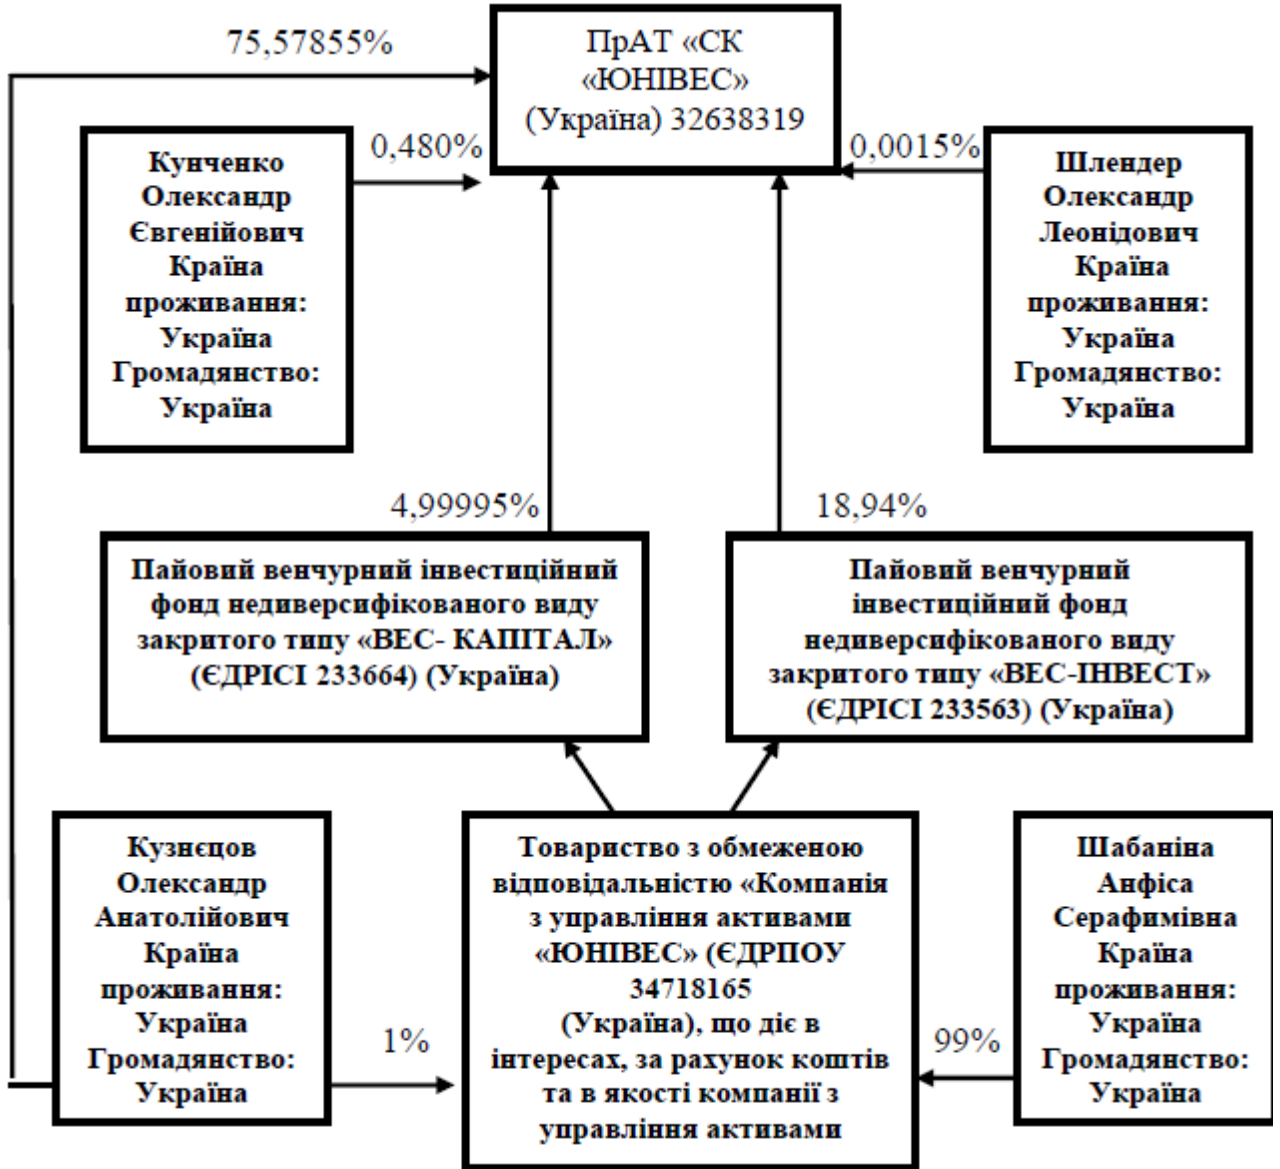 75,57855%
ПрАТ «СК
«ЮНІВЕС»
(Україна) 32638319
0,480%
0,0015%
Кунченко
Олександр
Євгенійович
Країна
проживання:
Україна
Громадянство:
Україна
Шлендер
Олександр
Леонідович
Країна
проживання:
Україна
Громадянство:
Україна
4,99995%
18,94%
Пайовий венчурний інвестиційний
фонд недиверсифікованого виду
закритого типу «ВЕС- КАПІТАЛ»
(ЄДРІСІ 233664) (Україна)
Пайовий венчурний
інвестиційний фонд
недиверсифікованого виду
закритого типу «ВЕС-ІНВЕСТ»
(ЄДРІСІ 233563) (Україна)
Кузнєцов
Олександр
Анатолійович
Країна
проживання:
Україна
Громадянство:
Україна
1%
Товариство з обмеженою
відповідальністю «Компанія
з управління активами
«ЮНІВЕС» (ЄДРПОУ
34718165
(Україна), що діє в
інтересах, за рахунок коштів
та в якості компанії з
управління активами
99%
Шабаніна
Анфіса
Серафимівна
Країна
проживання:
Україна
Громадянство:
Україна